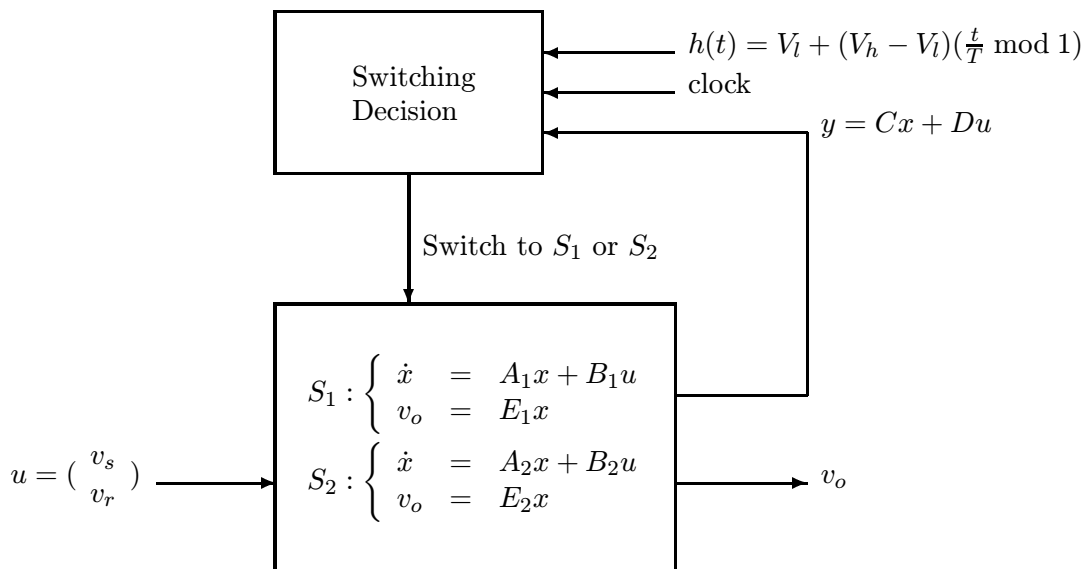 h(t) = V_l + (V_h − V_l)(\frac{t}{T} mod 1)
Switching
Decision
clock
y = Cx + Du
Switch to S_1 or S_2
S_1 : { ẋ = A_1x + B_1u
v_o = E_1x
S_2 : { ẋ = A_2x + B_2u
v_o = E_2x
u = ( v_s
v_r )
v_o